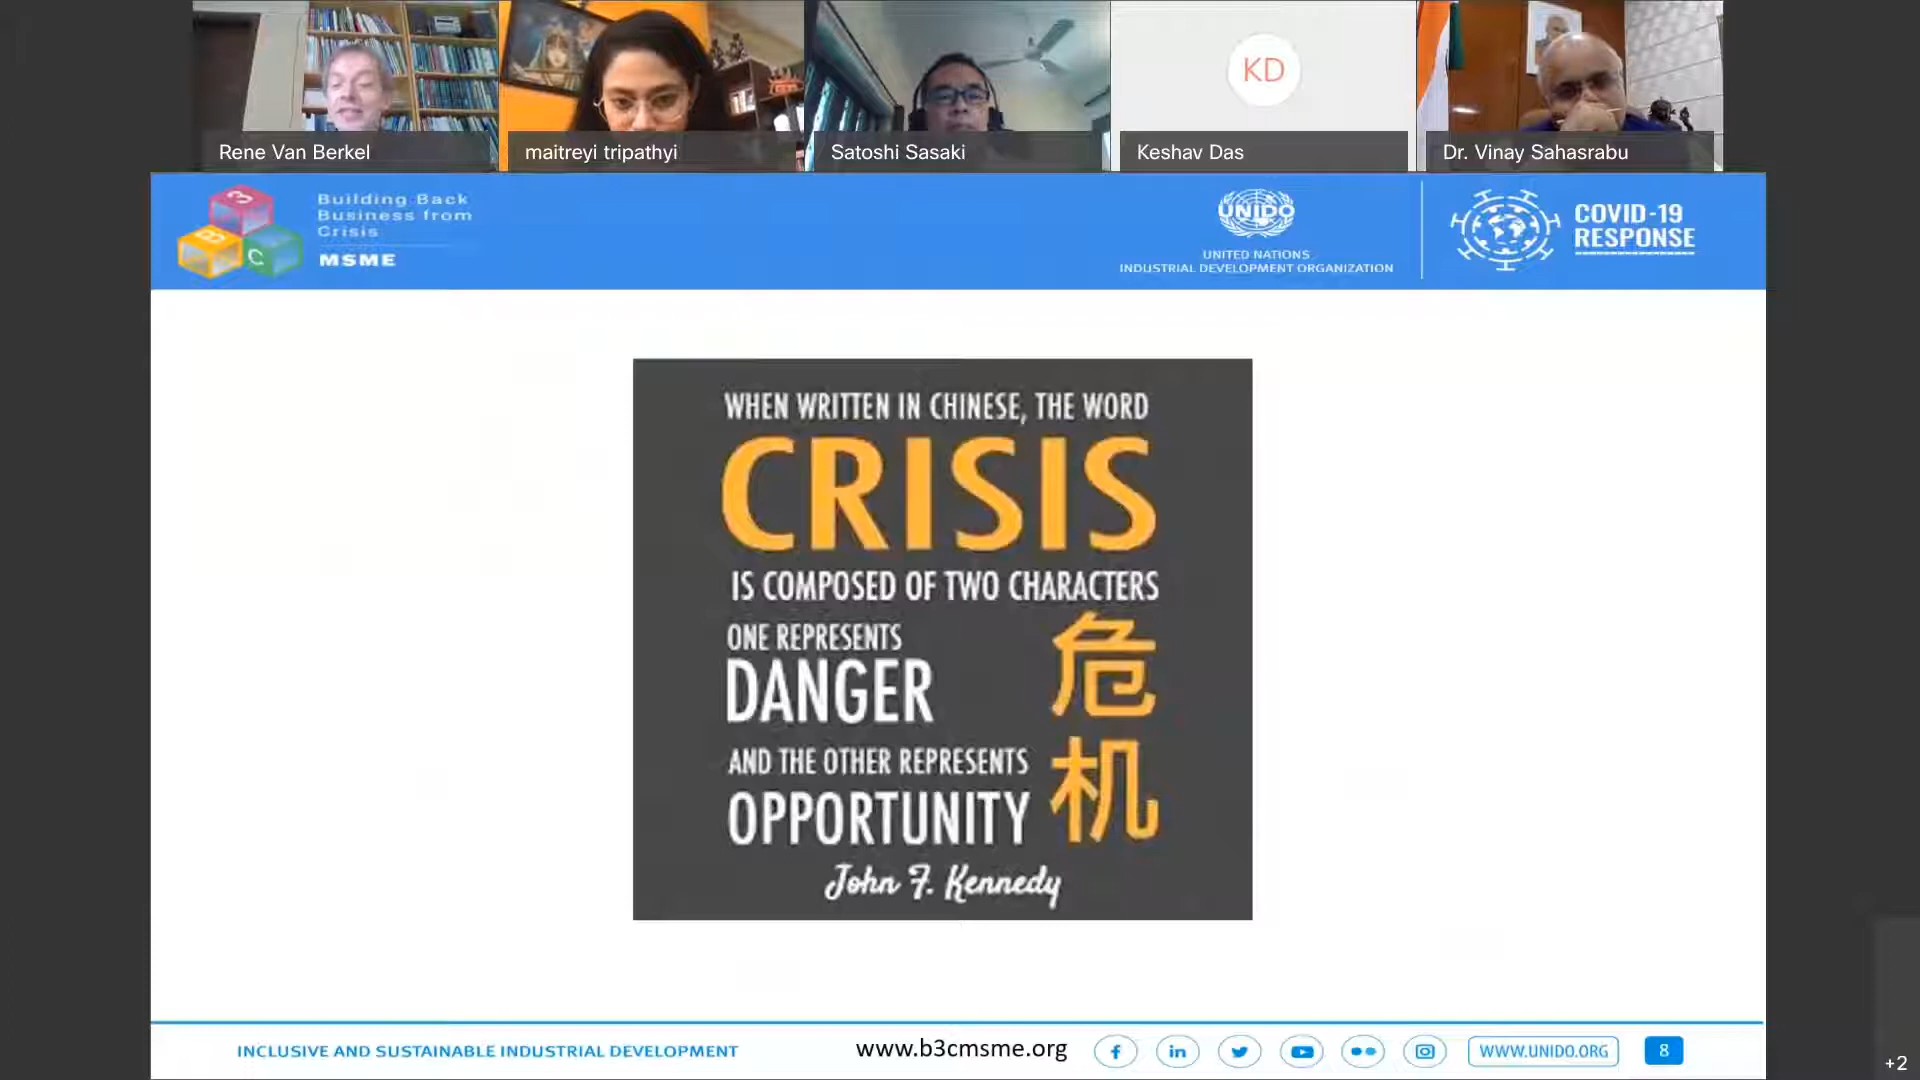 Rene Van Berkel
maitreyi tripathyi
Satoshi Sasaki
KD
Keshav Das
Dr. Vinay Sahasrabu
3
B
C
Building Back
Business from
Crisis
MSME
UNIDO
UNITED NATIONS
INDUSTRIAL DEVELOPMENT ORGANIZATION
COVID-19
RESPONSE
WHEN WRITTEN IN CHINESE, THE WORD
CRISIS
IS COMPOSED OF TWO CHARACTERS
ONE REPRESENTS
DANGER
危
AND THE OTHER REPRESENTS
OPPORTUNITY
机
John F. Kennedy
INCLUSIVE AND SUSTAINABLE INDUSTRIAL DEVELOPMENT
www.b3cmsme.org
WWW.UNIDO.ORG
8
+2